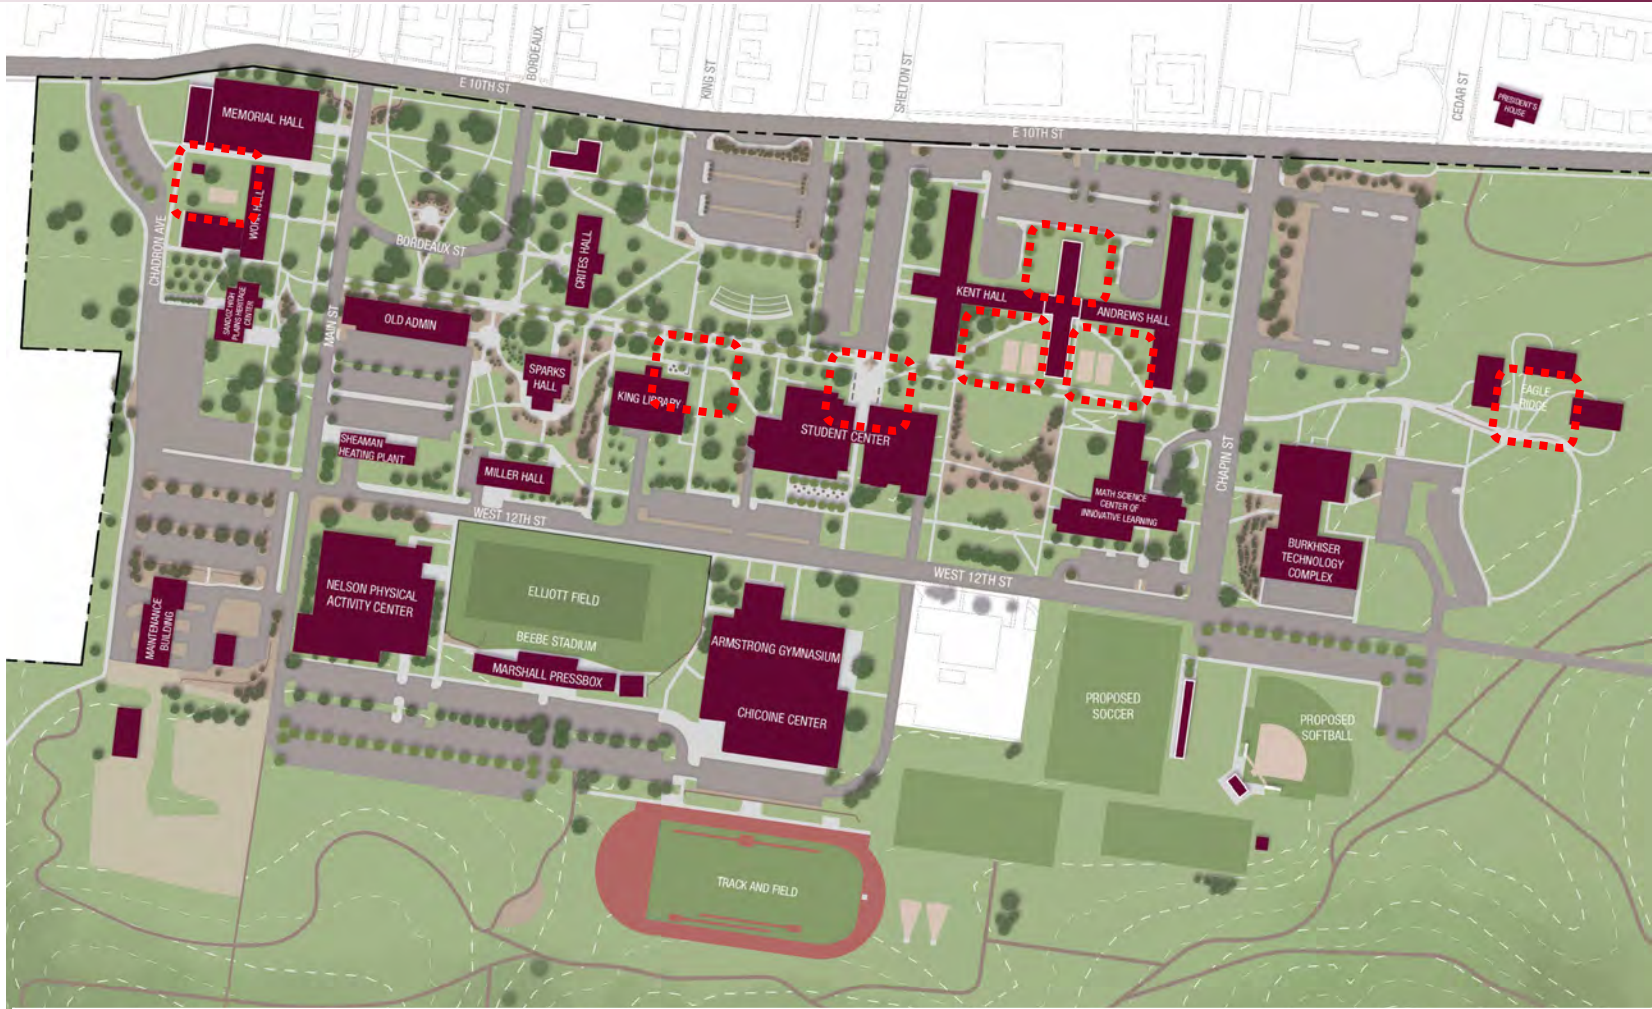 BORDEAUX
KING ST
SHELTON ST
CEDAR ST
E 10TH ST
E 10TH ST
PRESIDENT'S
HOUSE
MEMORIAL HALL
WORK HALL
CHADRON AVE
BORDEAUX ST
CRITES HALL
SANDOZ HIGH
PLAINS HERITAGE
CENTER
MAIN ST
OLD ADMIN
KENT HALL
ANDREWS HALL
SPARKS
HALL
KING LIBRARY
STUDENT CENTER
EAGLE
RIDGE
SHEAMAN
HEATING PLANT
MILLER HALL
CHAPIN ST
MATH SCIENCE
CENTER OF
INNOVATIVE LEARNING
WEST 12TH ST
WEST 12TH ST
BURKHISER
TECHNOLOGY
COMPLEX
NELSON PHYSICAL
ACTIVITY CENTER
ELLIOTT FIELD
BEEBE STADIUM
MARSHALL PRESSBOX
MAINTENANCE
BUILDING
ARMSTRONG GYMNASIUM
CHICOINE CENTER
PROPOSED
SOCCER
PROPOSED
SOFTBALL
TRACK AND FIELD